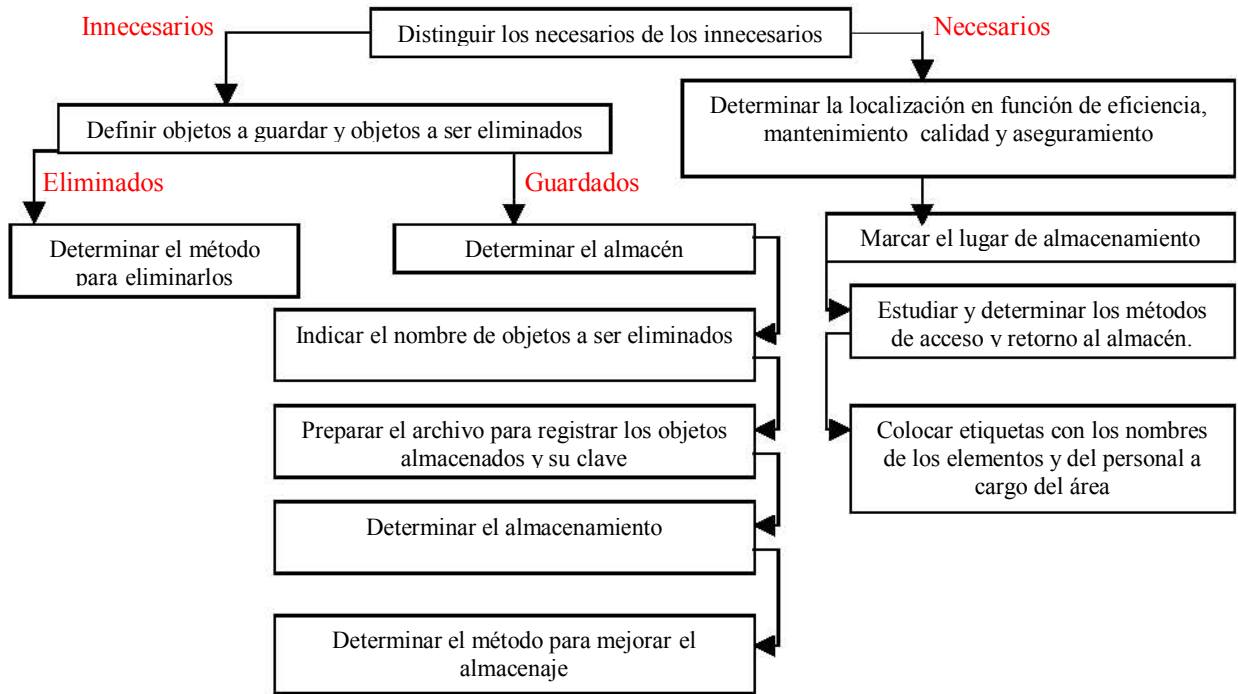 Innecesarios
Distinguir los necesarios de los innecesarios
Necesarios
Definir objetos a guardar y objetos a ser eliminados
Determinar la localización en función de eficiencia,
mantenimiento calidad y aseguramiento
Eliminados
Guardados
Determinar el método
para eliminarlos
Determinar el almacén
Marcar el lugar de almacenamiento
Indicar el nombre de objetos a ser eliminados
Estudiar y determinar los métodos
de acceso y retorno al almacén.
Preparar el archivo para registrar los objetos
almacenados y su clave
Colocar etiquetas con los nombres
de los elementos y del personal a
cargo del área
Determinar el almacenamiento
Determinar el método para mejorar el
almacenaje